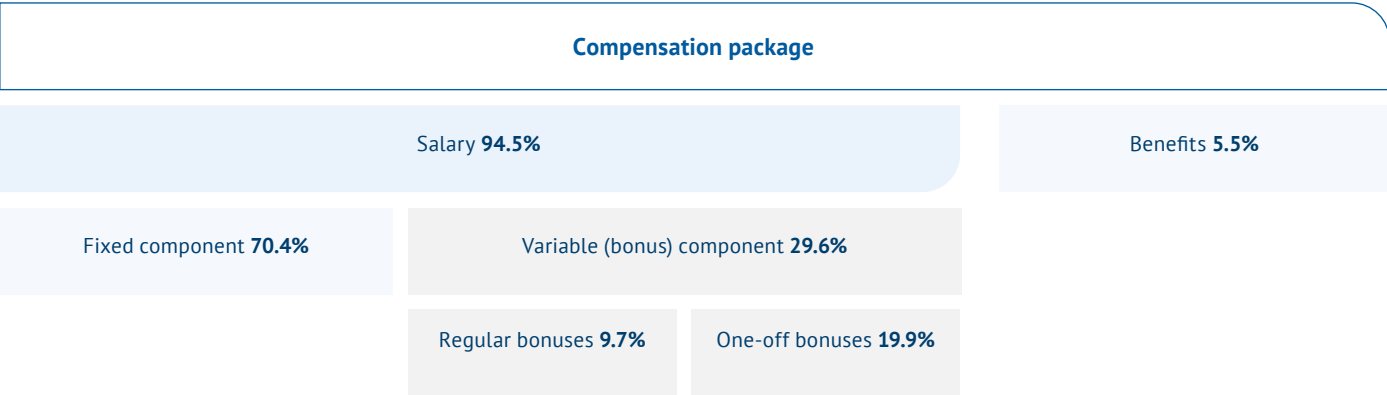 Compensation package
Salary 94.5%
Benefits 5.5%
Fixed component 70.4%
Variable (bonus) component 29.6%
Regular bonuses 9.7%
One-off bonuses 19.9%